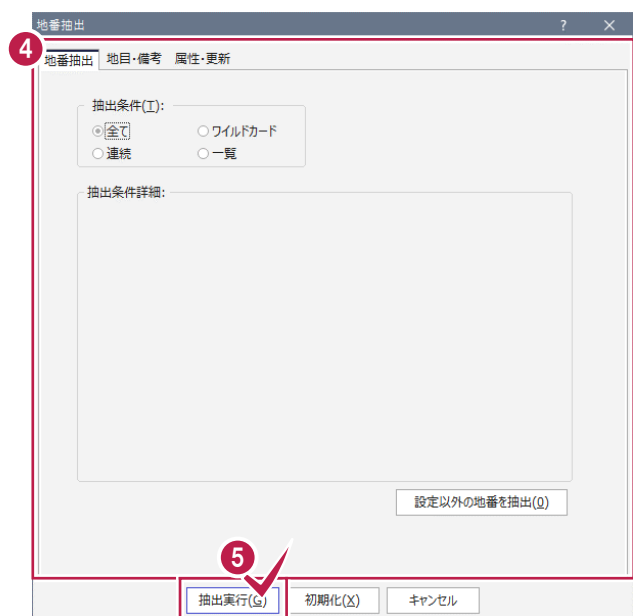 地番抽出 ?
4
地番抽出 地目・備考 属性・更新
抽出条件(T):
全て ワイルドカード
連続 一覧
抽出条件詳細:
設定以外の地番を抽出(O)
5
抽出実行(G) 初期化(X) キャンセル